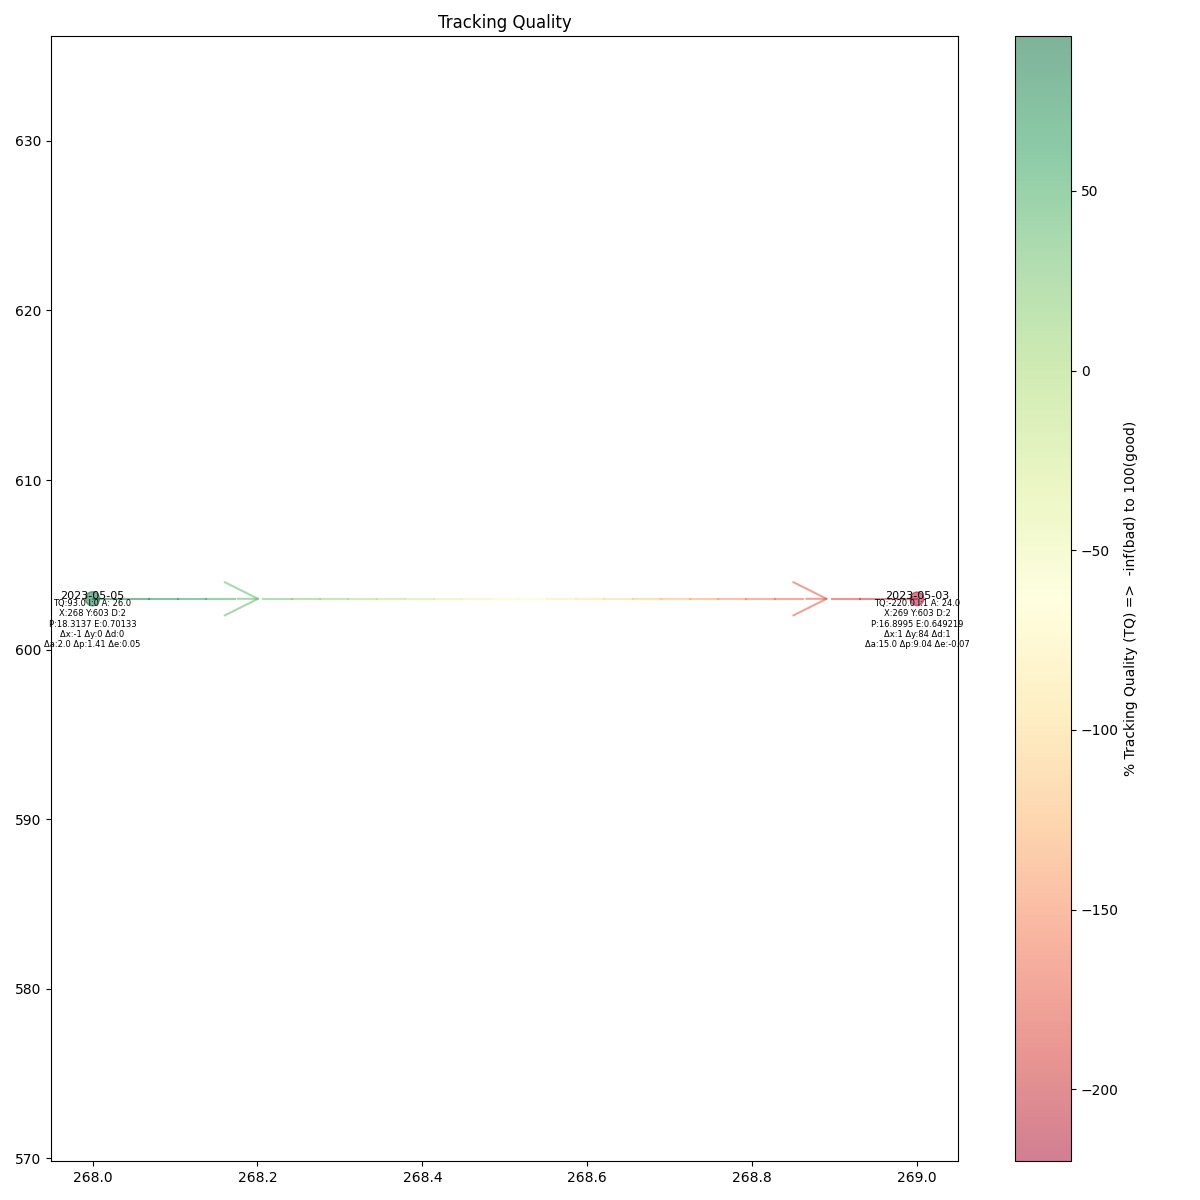 Tracking Quality
630
620
610
600
590
580
570
2023-05-05
X:268 Y:603 D:2
P:18.3137 E:0.70133
Δx:-1 Δy:0 Δd:0
Δa:2.0 Δp:1.41 Δe:0.05
2023-05-03
X:269 Y:603 D:2
P:16.8995 E:0.649219
Δx:1 Δy:84 Δd:1
Δa:15.0 Δp:9.04 Δe:-0.07
268.0
268.2
268.4
268.6
268.8
269.0
50
0
−50
−100
−150
−200
% Tracking Quality (TQ) => -inf(bad) to 100(good)